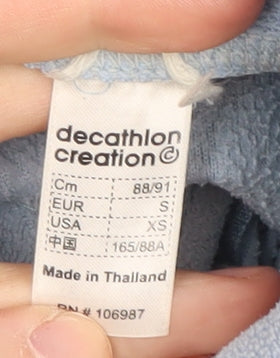 decathlon
creation©
Cm 88/91
EUR S
USA XS
中国 165/88A
Made in Thailand
RN # 106987